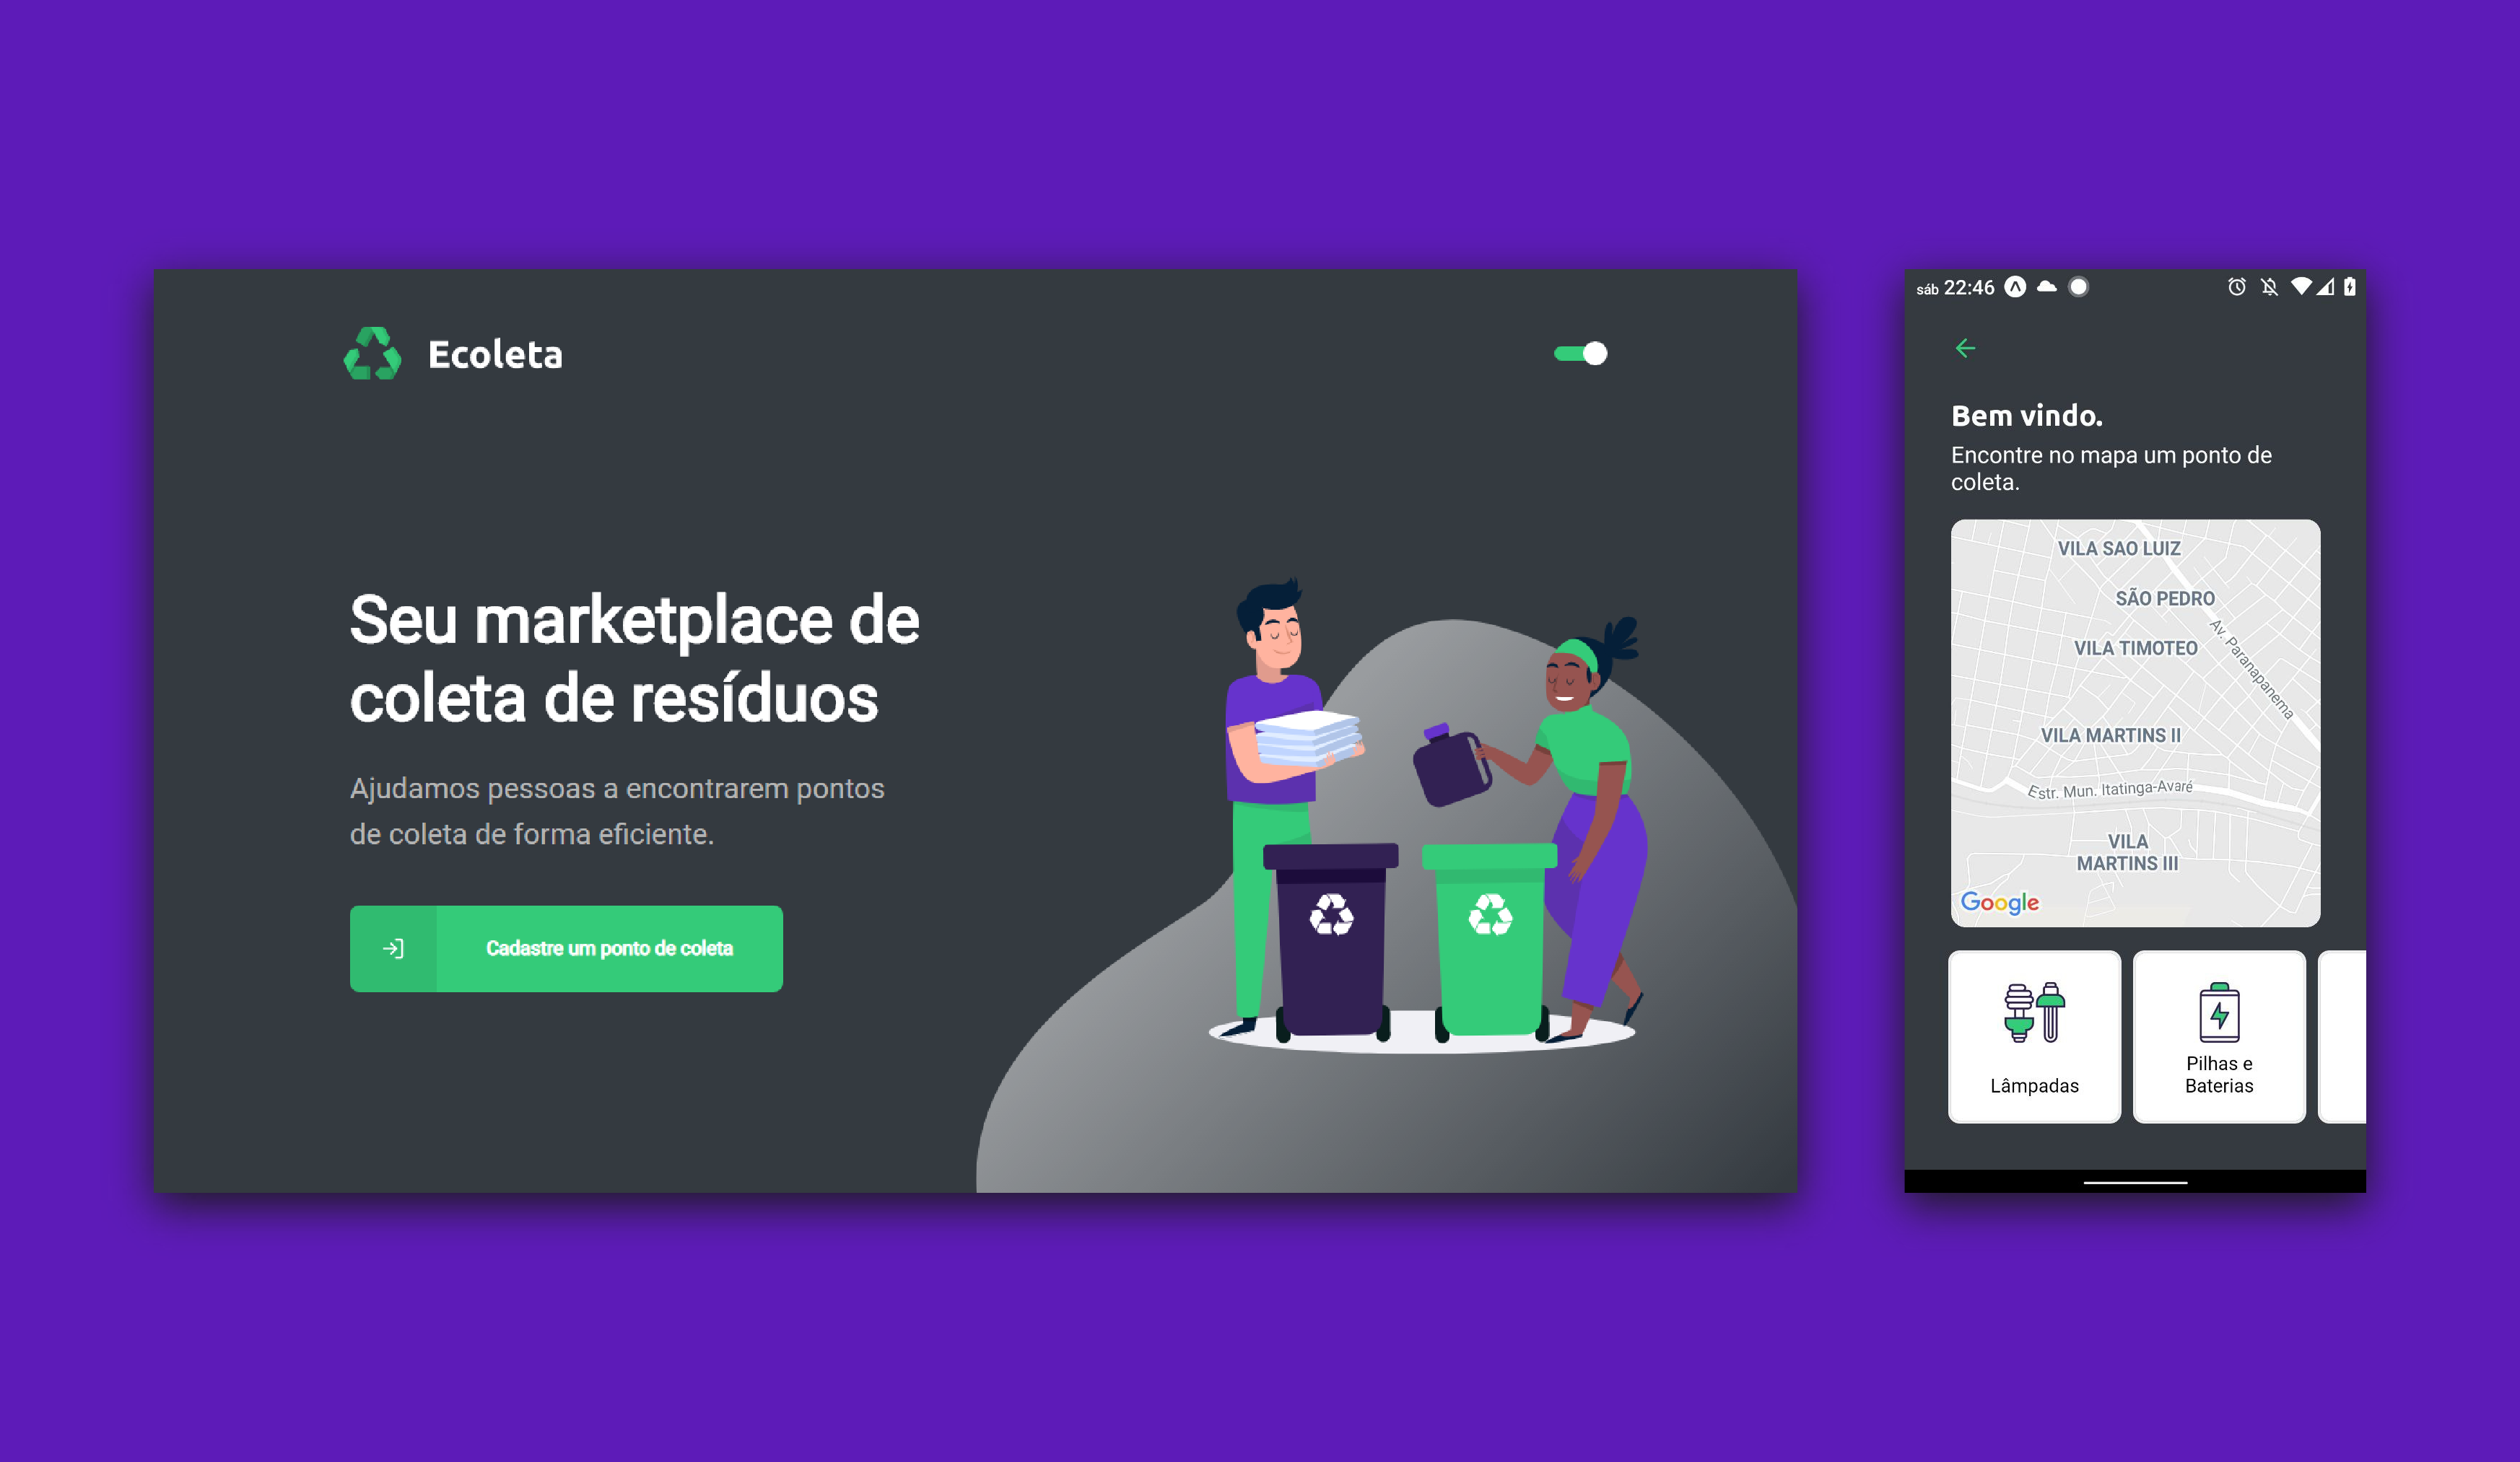 Ecoleta
Seu marketplace de
coleta de resíduos
Ajudamos pessoas a encontrarem pontos
de coleta de forma eficiente.
Cadastre um ponto de coleta
sáb 22:46
Bem vindo.
Encontre no mapa um ponto de
coleta.
VILA SAO LUIZ
SÃO PEDRO
Av. Paranapanema
VILA TIMOTEO
VILA MARTINS II
Estr. Mun. Itatinga-Avaré
VILA
MARTINS III
Google
Lâmpadas
Pilhas e
Baterias